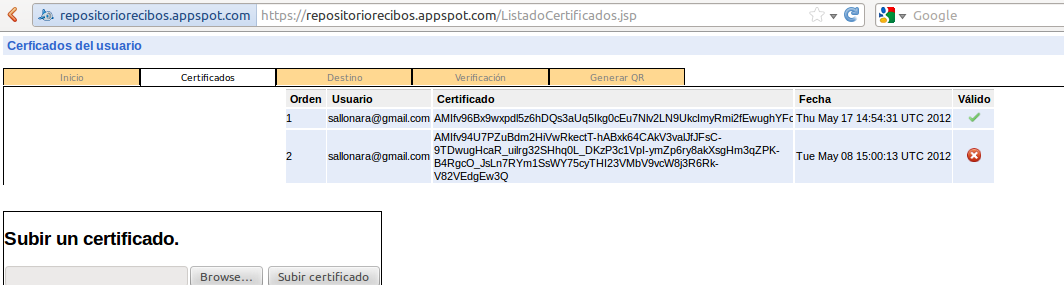 repositoriorecibos.appspot.com https://repositoriorecibos.appspot.com/ListadoCertificados.jsp Google
Cerficados del usuario
Inicio Certificados Destino Verificación Generar QR
Orden Usuario Certificado Fecha Válido
1 sallonara@gmail.com AMIfv96Bx9wxpdl5z6hDQs3aUq5Ikg0cEu7Nlv2LN9UkclmyRmi2fEwughYFc Thu May 17 14:54:31 UTC 2012
2 sallonara@gmail.com AMIfv94U7PZuBdm2HiVwRkectT-hABxk64CAkV3valJfJFsC-
9TDwugHcaR_uilrg32SHhq0L_DKzP3c1VpI-ymZp6ry8akXsgHm3qZPK-
B4RgcO_JsLn7RYm1SsWY75cyTHI23VMbV9vcW8j3R6Rk-
V82VEdgEw3Q
Tue May 08 15:00:13 UTC 2012
Subir un certificado.
Browse... Subir certificado